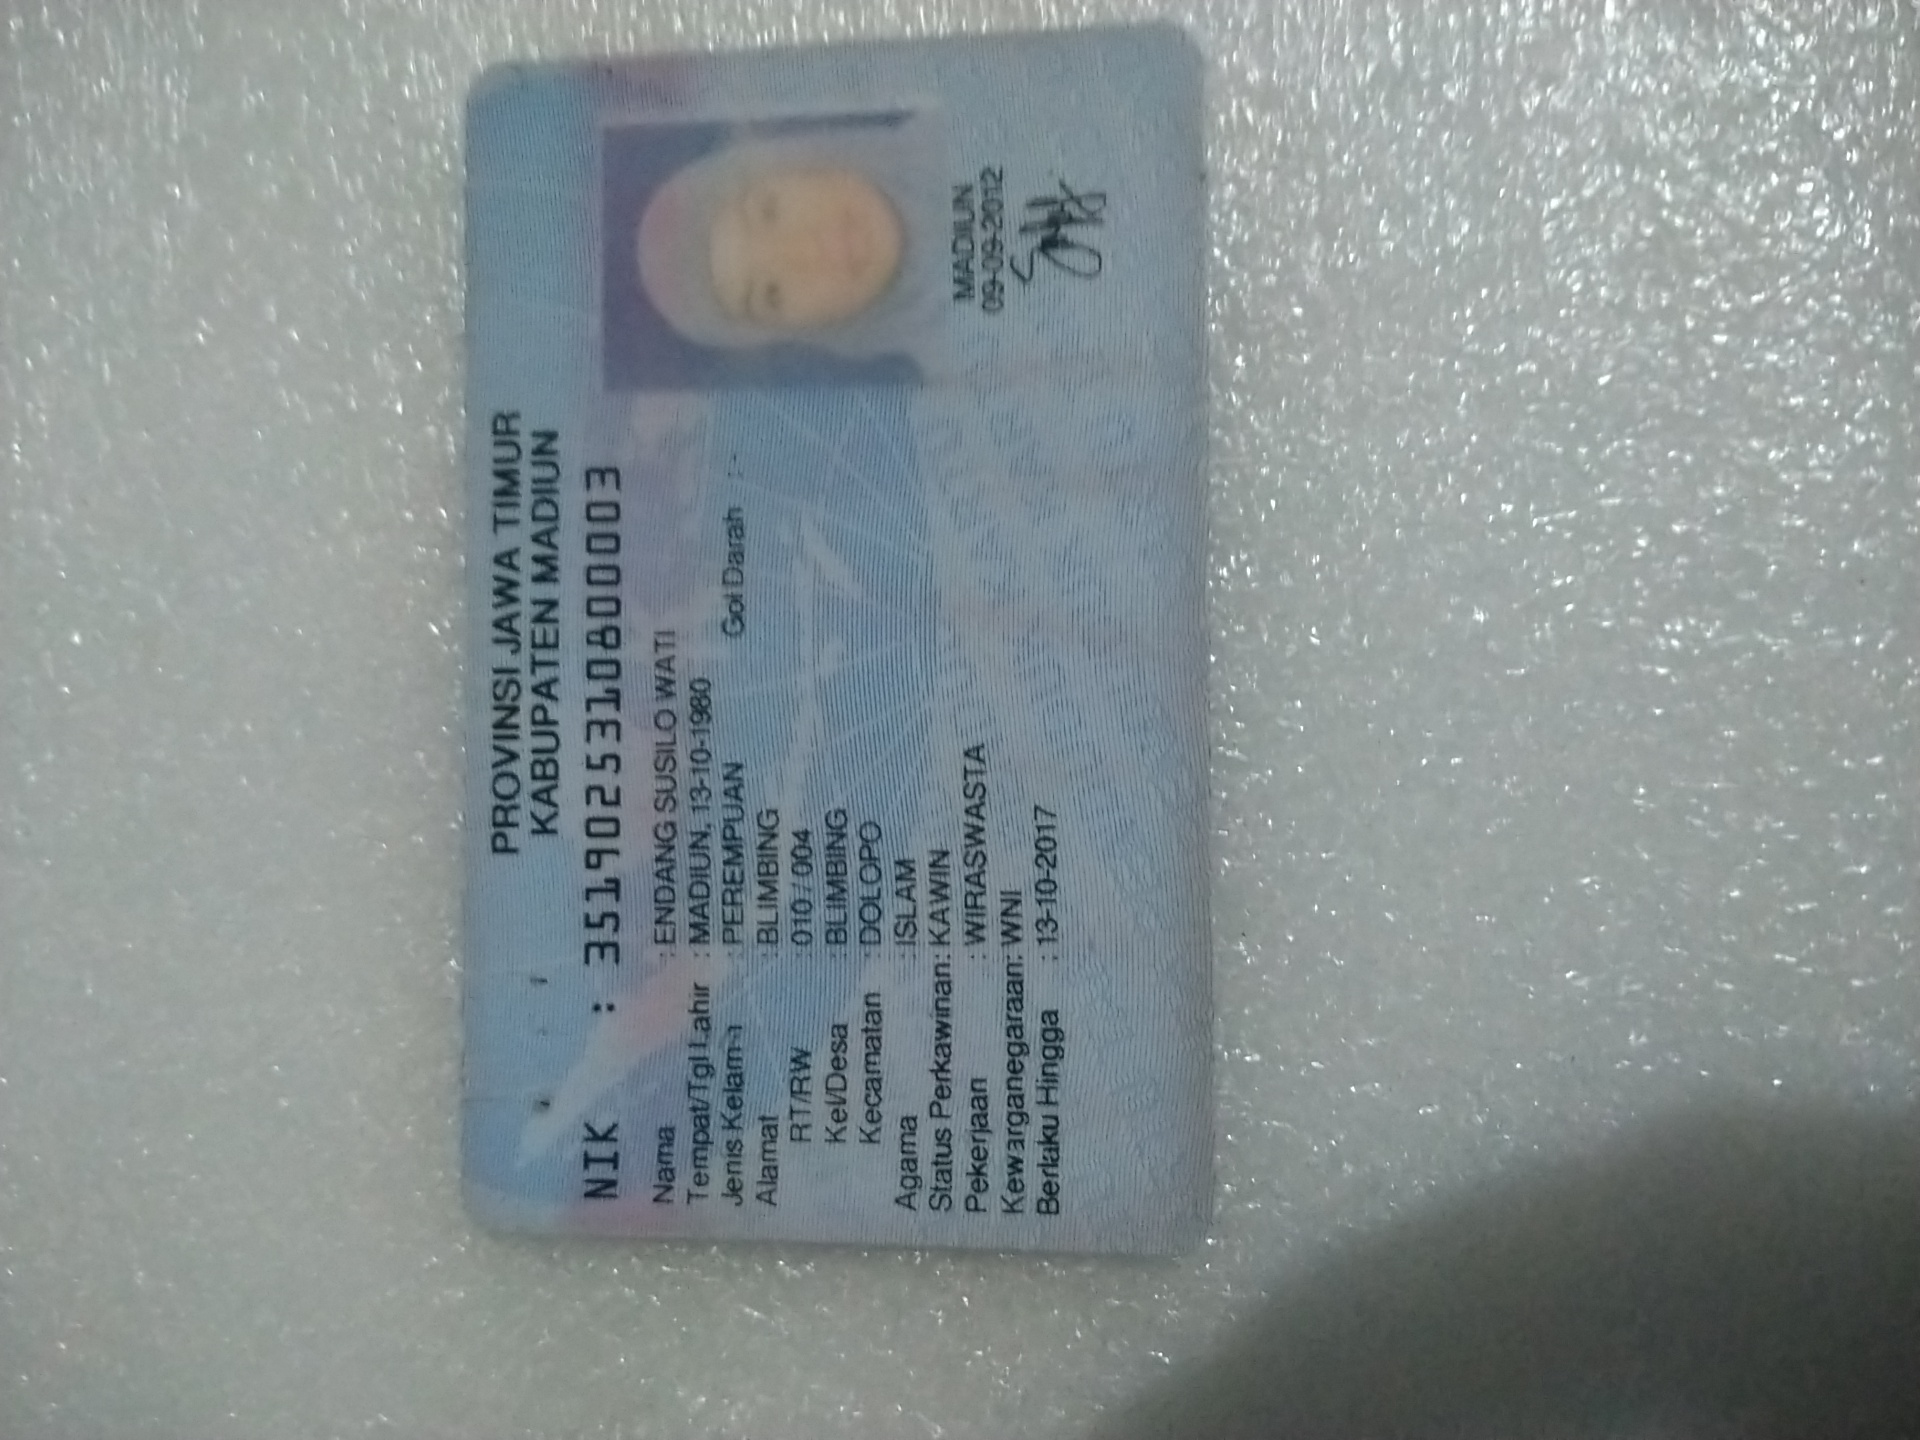 PROVINSI JAWA TIMUR
KABUPATEN MADIUN
NIK : 3519025310800003
Nama : ENDANG SUSILO WATI
Tempat/Tgl Lahir : MADIUN, 13-10-1980
Jenis Kelamin : PEREMPUAN Gol Darah : -
Alamat : BLIMBING
RT/RW : 010 / 004
Kel/Desa : BLIMBING
Kecamatan : DOLOPO
Agama : ISLAM
Status Perkawinan: KAWIN
Pekerjaan : WIRASWASTA
Kewarganegaraan: WNI
Berlaku Hingga : 13-10-2017
MADIUN
09-09-2012